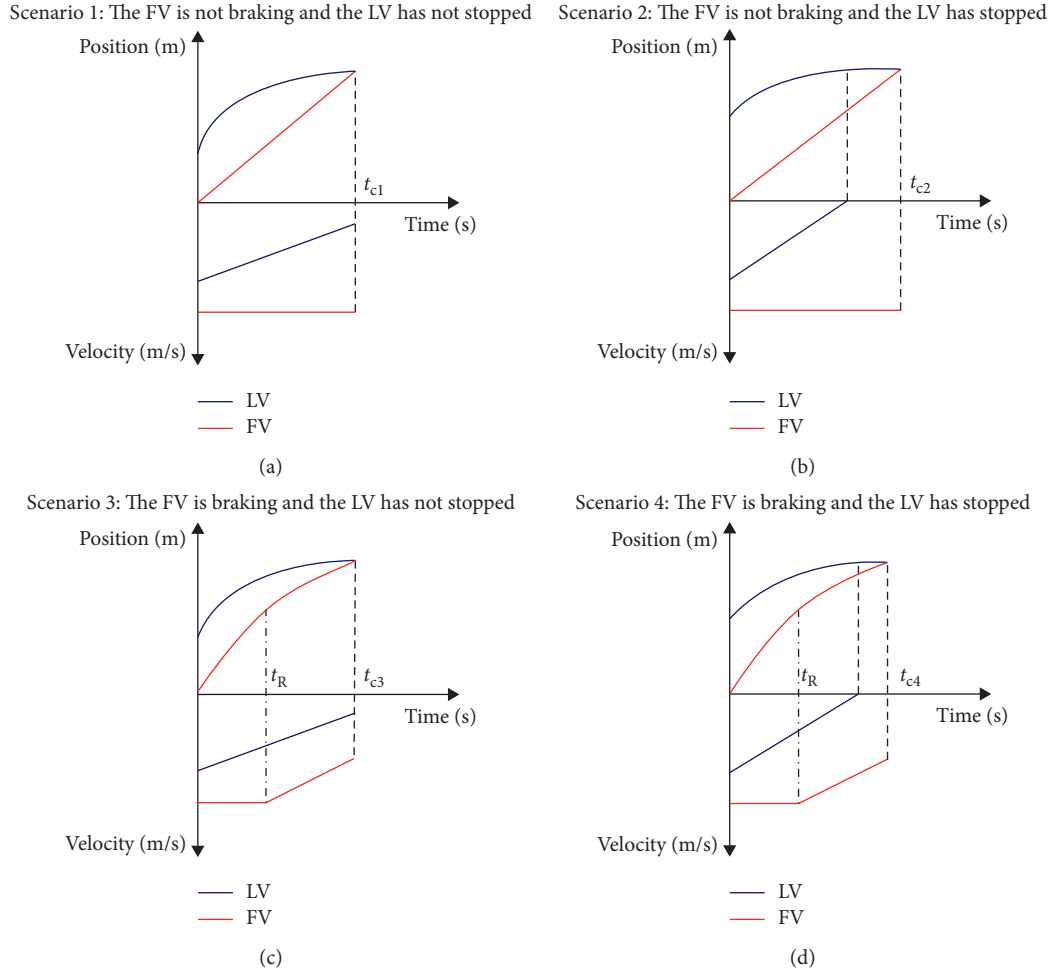 Scenario 1: The FV is not braking and the LV has not stopped
Position (m)
t_c1
Time (s)
Velocity (m/s)
LV
FV
(a)
Scenario 2: The FV is not braking and the LV has stopped
Position (m)
t_c2
Time (s)
Velocity (m/s)
LV
FV
(b)
Scenario 3: The FV is braking and the LV has not stopped
Position (m)
t_R
t_c3
Time (s)
Velocity (m/s)
LV
FV
(c)
Scenario 4: The FV is braking and the LV has stopped
Position (m)
t_R
t_c4
Time (s)
Velocity (m/s)
LV
FV
(d)